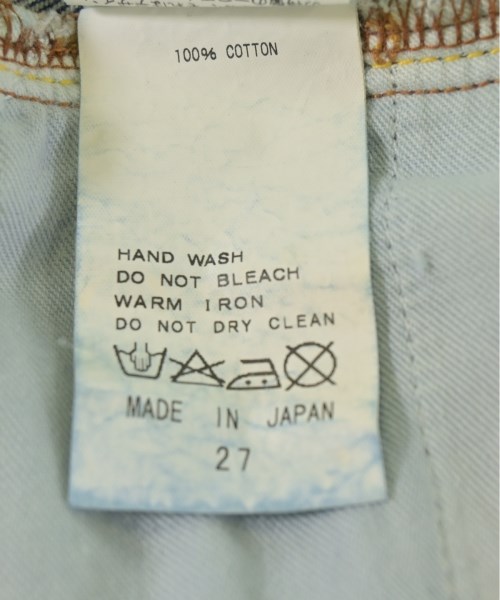 100% COTTON
HAND WASH
DO NOT BLEACH
WARM IRON
DO NOT DRY CLEAN
MADE IN JAPAN
27